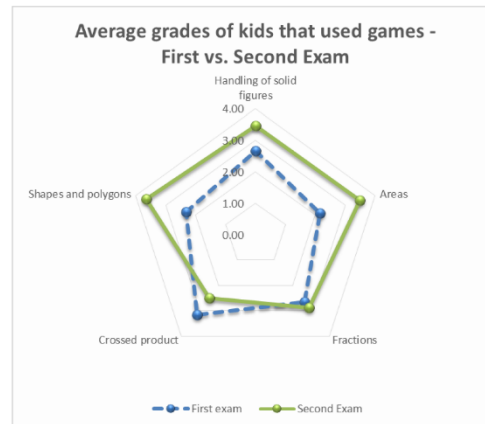 Average grades of kids that used games -
First vs. Second Exam
Handling of solid
figures
4.00
3.00
2.00
1.00
0.00
Shapes and polygons
Areas
Crossed product
Fractions
First exam
Second Exam